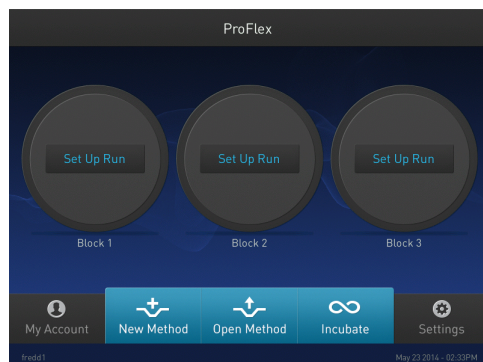 ProFlex
Set Up Run Set Up Run Set Up Run
Block 1 Block 2 Block 3
My Account New Method Open Method Incubate Settings
fredd1 May 23 2014 - 02:33PM